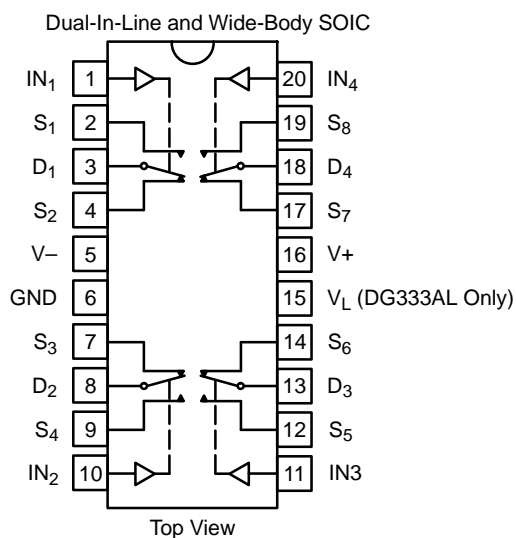 Dual-In-Line and Wide-Body SOIC
IN1 1 20 IN4
S1 2 19 S8
D1 3 18 D4
S2 4 17 S7
V– 5 16 V+
GND 6 15 VL (DG333AL Only)
S3 7 14 S6
D2 8 13 D3
S4 9 12 S5
IN2 10 11 IN3
Top View